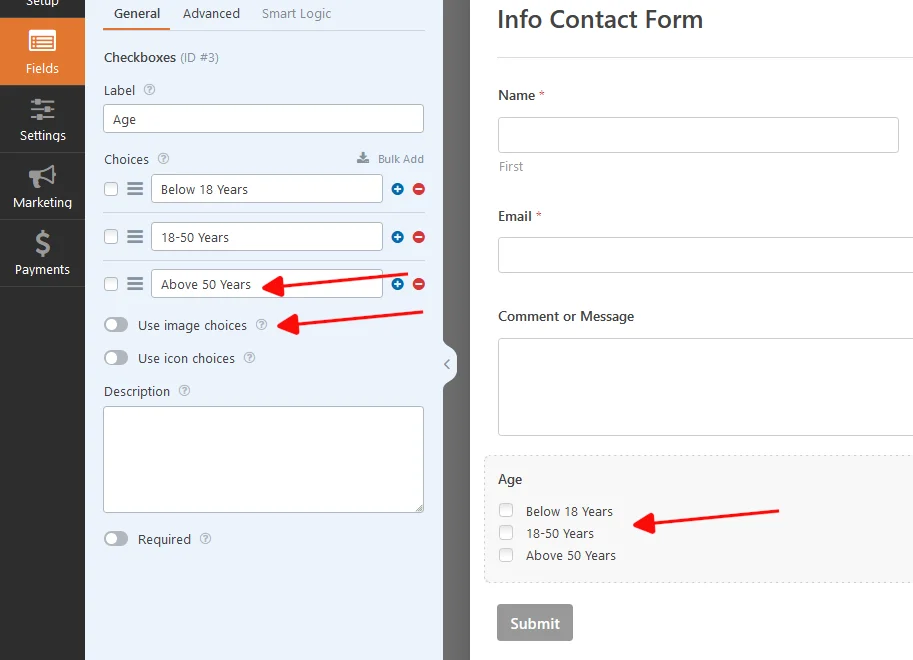 Setup
Fields
Settings
Marketing
Payments
General Advanced Smart Logic
Checkboxes (ID #3)
Label
Age
Choices Bulk Add
Below 18 Years
18-50 Years
Above 50 Years
Use image choices
Use icon choices
Description
Required
Info Contact Form
Name *
First
Email *
Comment or Message
Age
Below 18 Years
18-50 Years
Above 50 Years
Submit